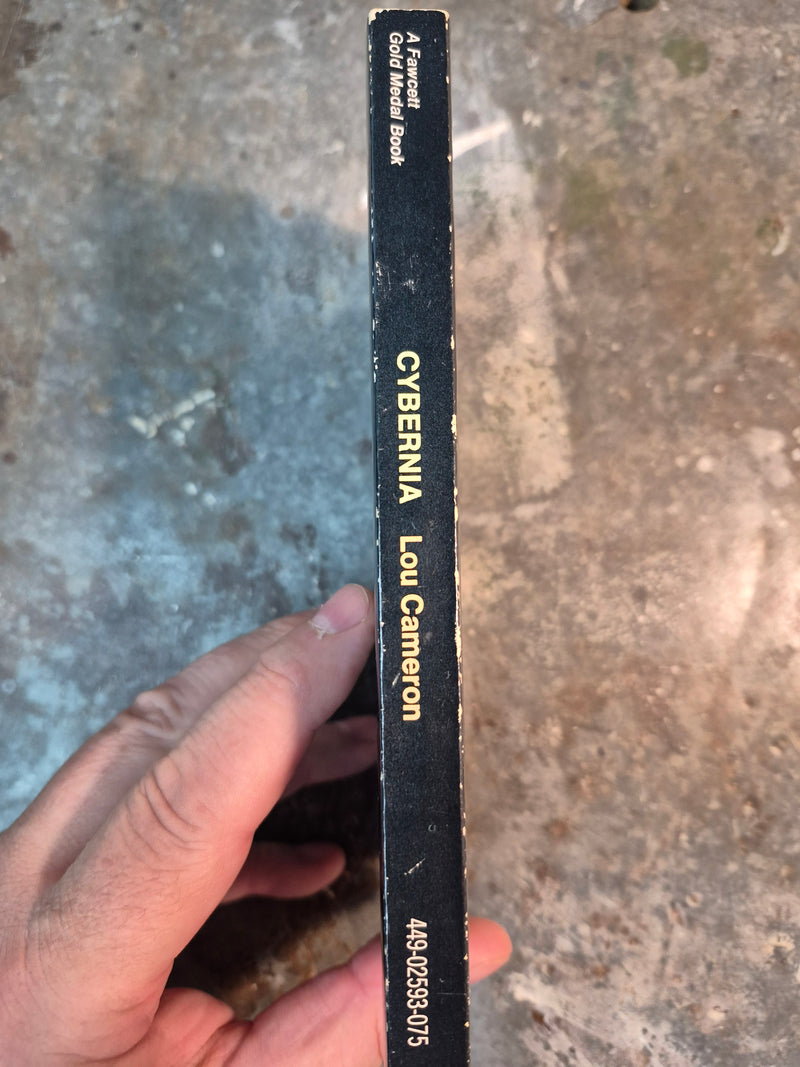 A Fawcett
Gold Medal Book
CYBERNIA Lou Cameron
449-02593-075